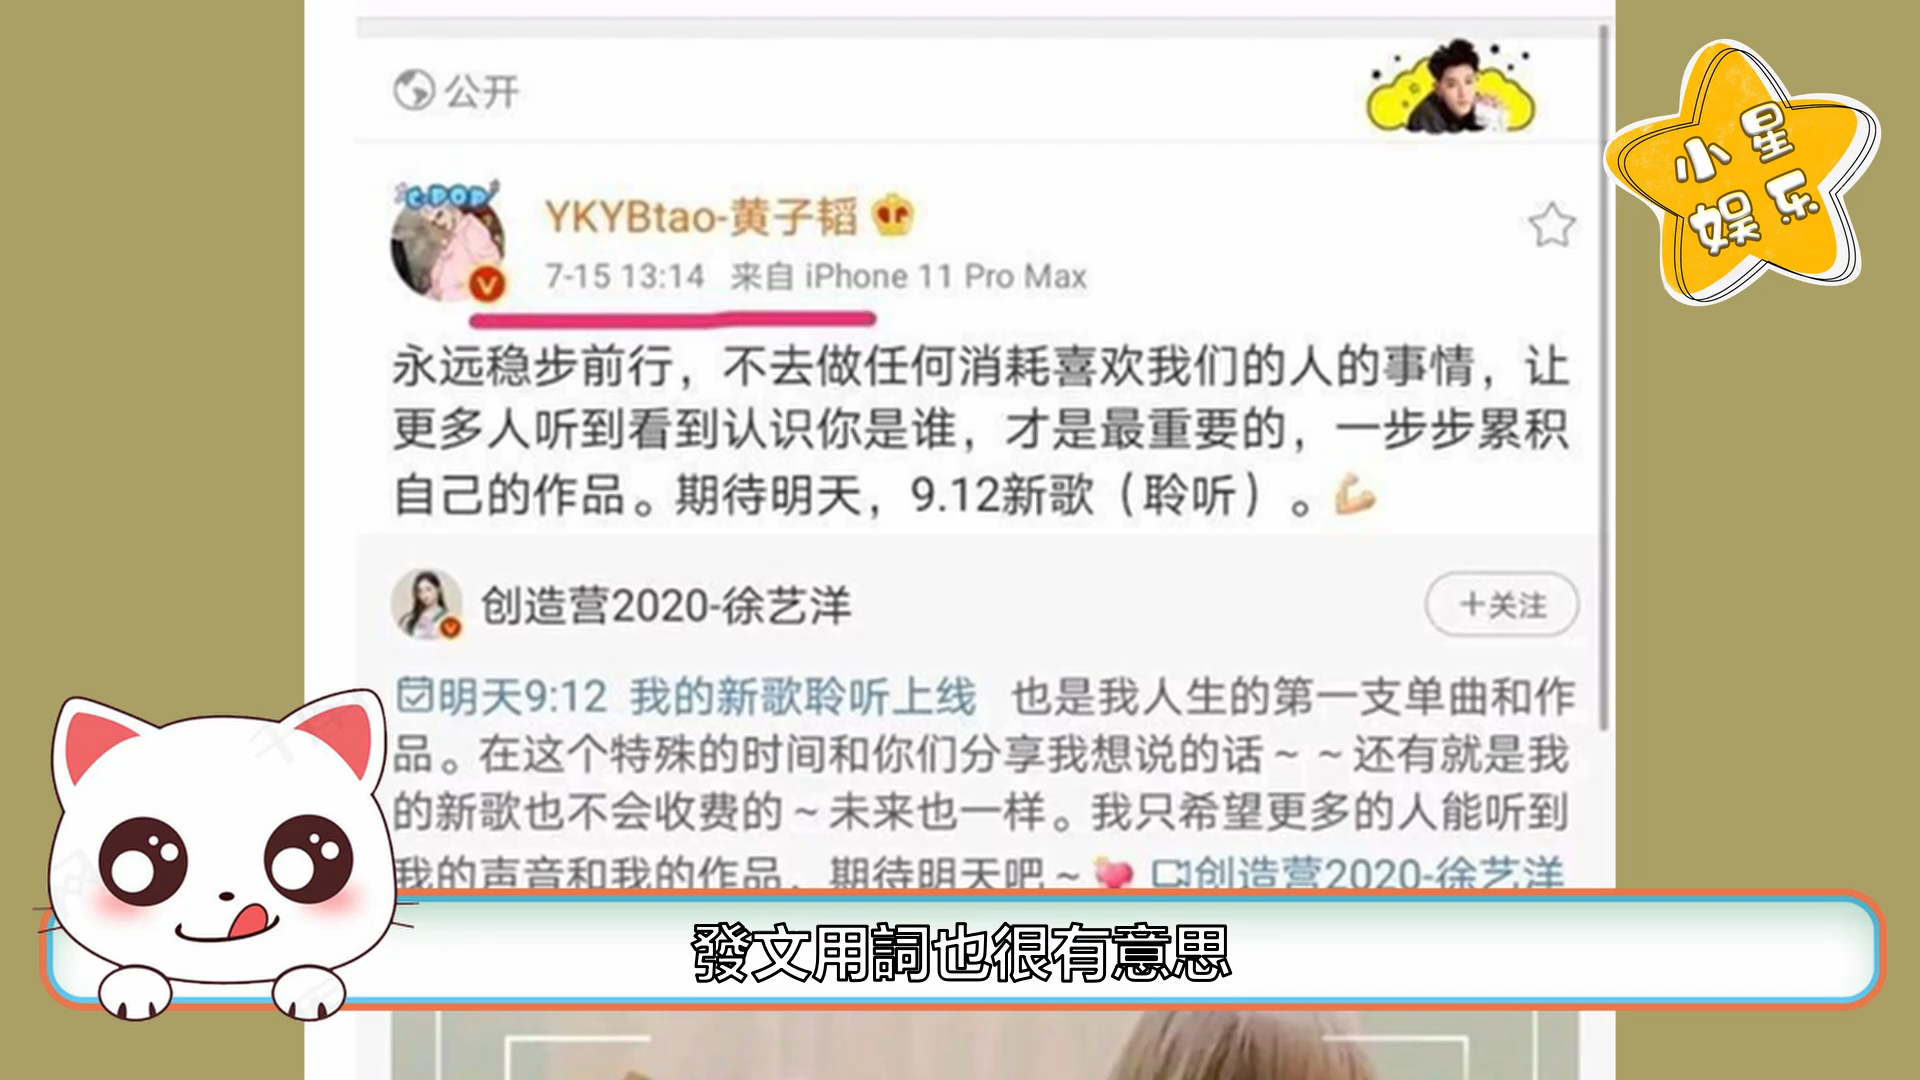 公开
小星
娱乐
C-POP
YKYBtao-黄子韬
7-15 13:14 来自 iPhone 11 Pro Max
永远稳步前行，不去做任何消耗喜欢我们的人的事情，让
更多人听到看到认识你是谁，才是最重要的，一步步累积
自己的作品。期待明天，9.12新歌（聆听）。
创造营2020-徐艺洋
+关注
明天9:12 我的新歌聆听上线 也是我人生的第一支单曲和作
品。在这个特殊的时间和你们分享我想说的话~ ~还有就是我
的新歌也不会收费的~未来也一样。我只希望更多的人能听到
我的声音和我的作品，期待明天吧~ 创造营2020-徐艺洋
發文用詞也很有意思